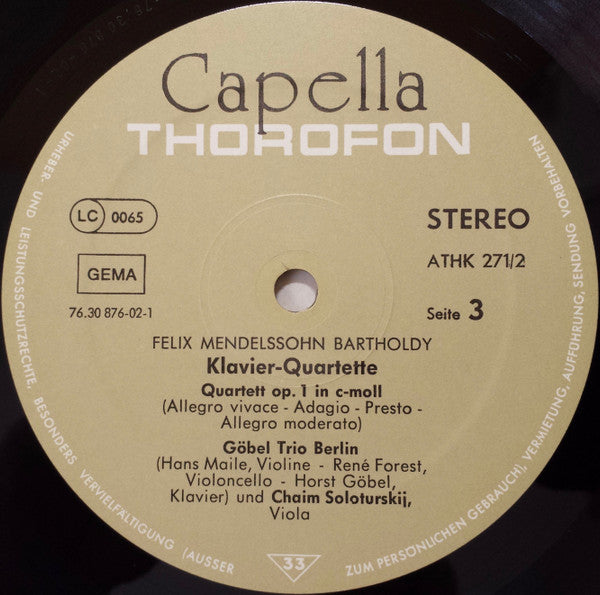 Capella
THOROFON
LC 0065
STEREO
GEMA
ATHK 271/2
76.30 876-02-1
Seite 3
FELIX MENDELSSOHN BARTHOLDY
Klavier-Quartette
Quartett op. 1 in c-moll
(Allegro vivace - Adagio - Presto -
Allegro moderato)
Göbel Trio Berlin
(Hans Maile, Violine - René Forest,
Violoncello - Horst Göbel,
Klavier) und Chaim Soloturskij,
Viola
33
URHEBER- UND LEISTUNGSSCHUTZRECHTE, BESONDERS VERVIELFÄLTIGUNG (AUSSER ZUM PERSÖNLICHEN GEBRAUCH), VERMIETUNG, AUFFÜHRUNG, SENDUNG VORBEHALTEN